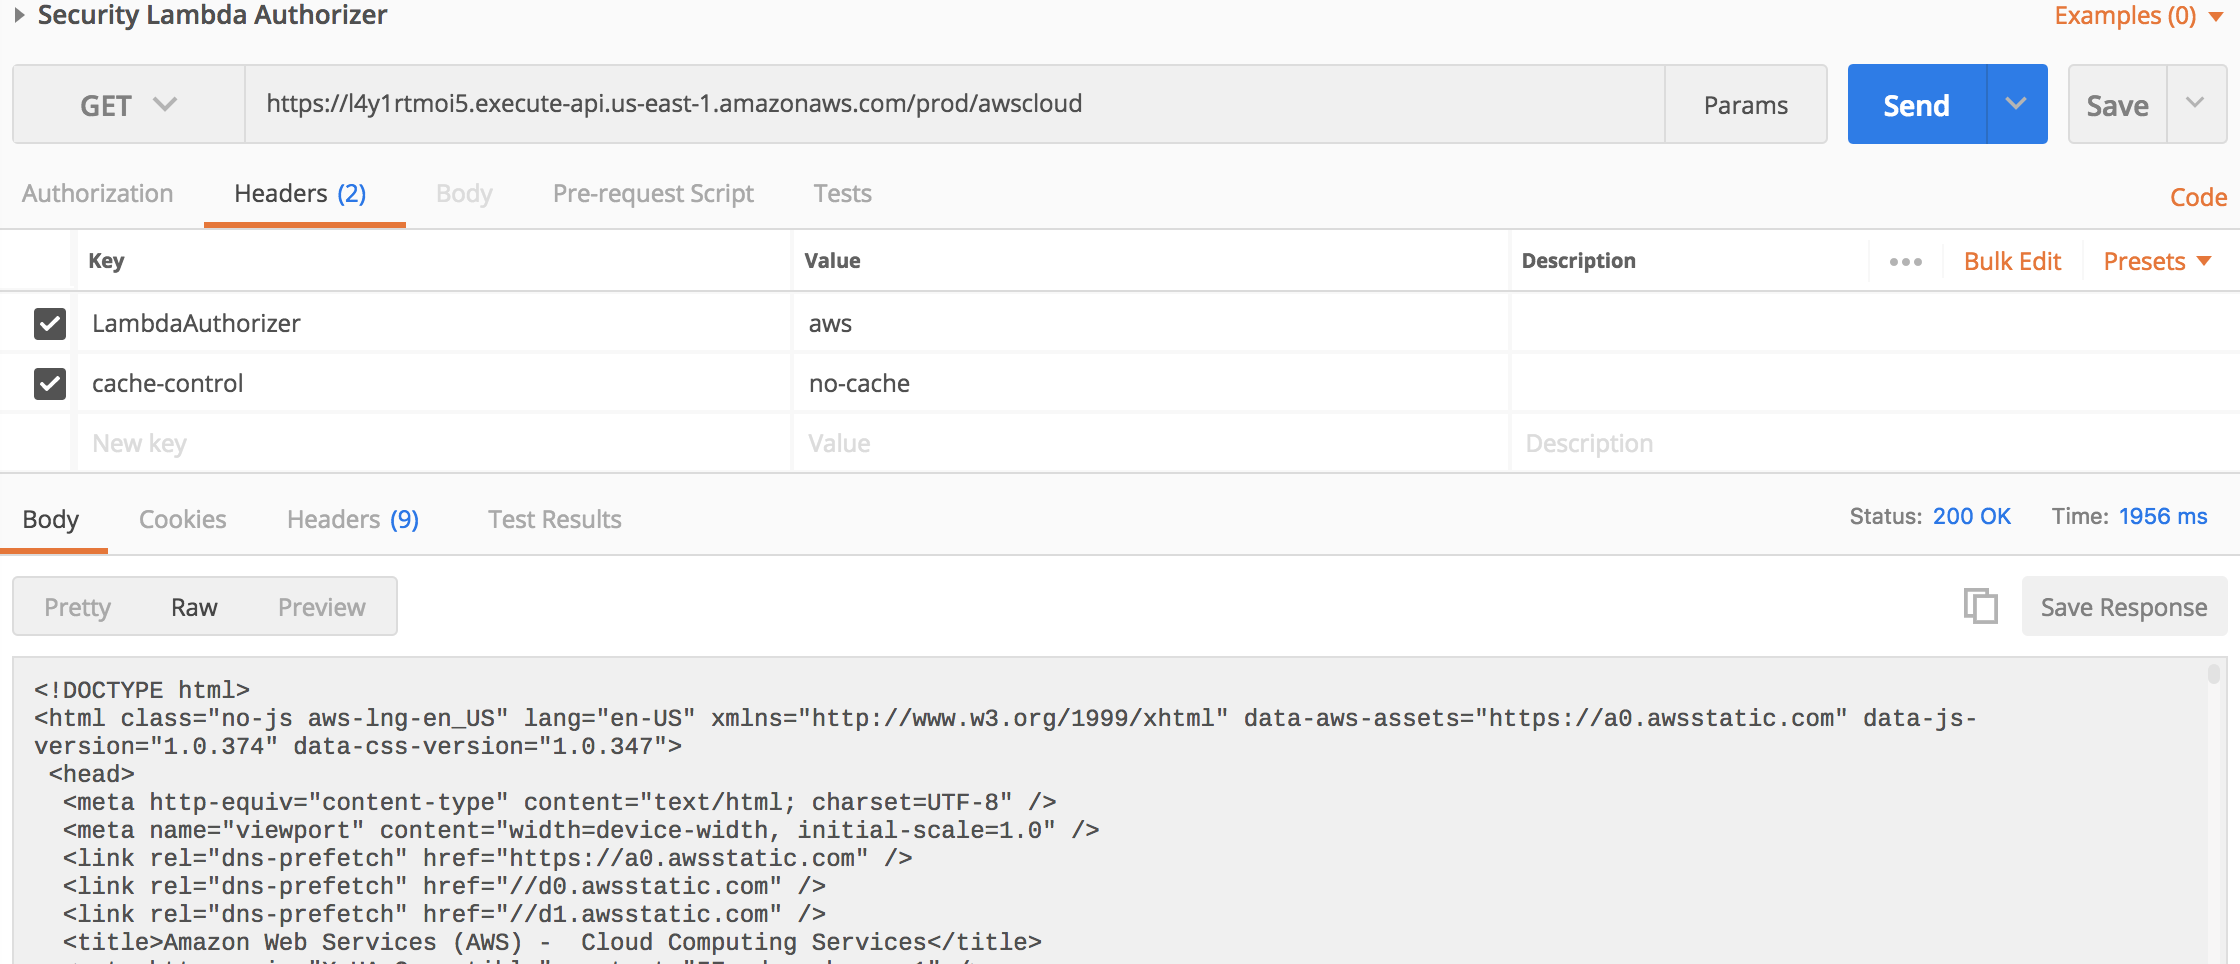 Security Lambda Authorizer
Examples (0)
GET
https://l4y1rtmoi5.execute-api.us-east-1.amazonaws.com/prod/awscloud
Params
Send
Save
Authorization
Headers (2)
Body
Pre-request Script
Tests
Code
Key
Value
Description
Bulk Edit
Presets
LambdaAuthorizer
aws
cache-control
no-cache
New key
Value
Description
Body
Cookies
Headers (9)
Test Results
Status: 200 OK
Time: 1956 ms
Pretty
Raw
Preview
Save Response
<!DOCTYPE html>
<html class="no-js aws-lng-en_US" lang="en-US" xmlns="http://www.w3.org/1999/xhtml" data-aws-assets="https://a0.awsstatic.com" data-js-
version="1.0.374" data-css-version="1.0.347">
<head>
<meta http-equiv="content-type" content="text/html; charset=UTF-8" />
<meta name="viewport" content="width=device-width, initial-scale=1.0" />
<link rel="dns-prefetch" href="https://a0.awsstatic.com" />
<link rel="dns-prefetch" href="//d0.awsstatic.com" />
<link rel="dns-prefetch" href="//d1.awsstatic.com" />
<title>Amazon Web Services (AWS) -  Cloud Computing Services</title>